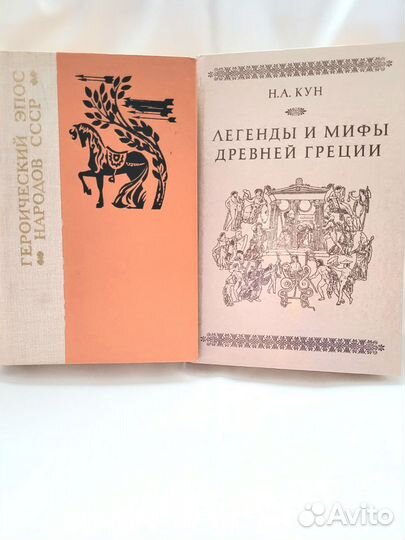 ГЕРОИЧЕСКИЙ ЭПОС
НАРОДОВ СССР
Н.А. КУН
ЛЕГЕНДЫ И МИФЫ
ДРЕВНЕЙ ГРЕЦИИ
Avito